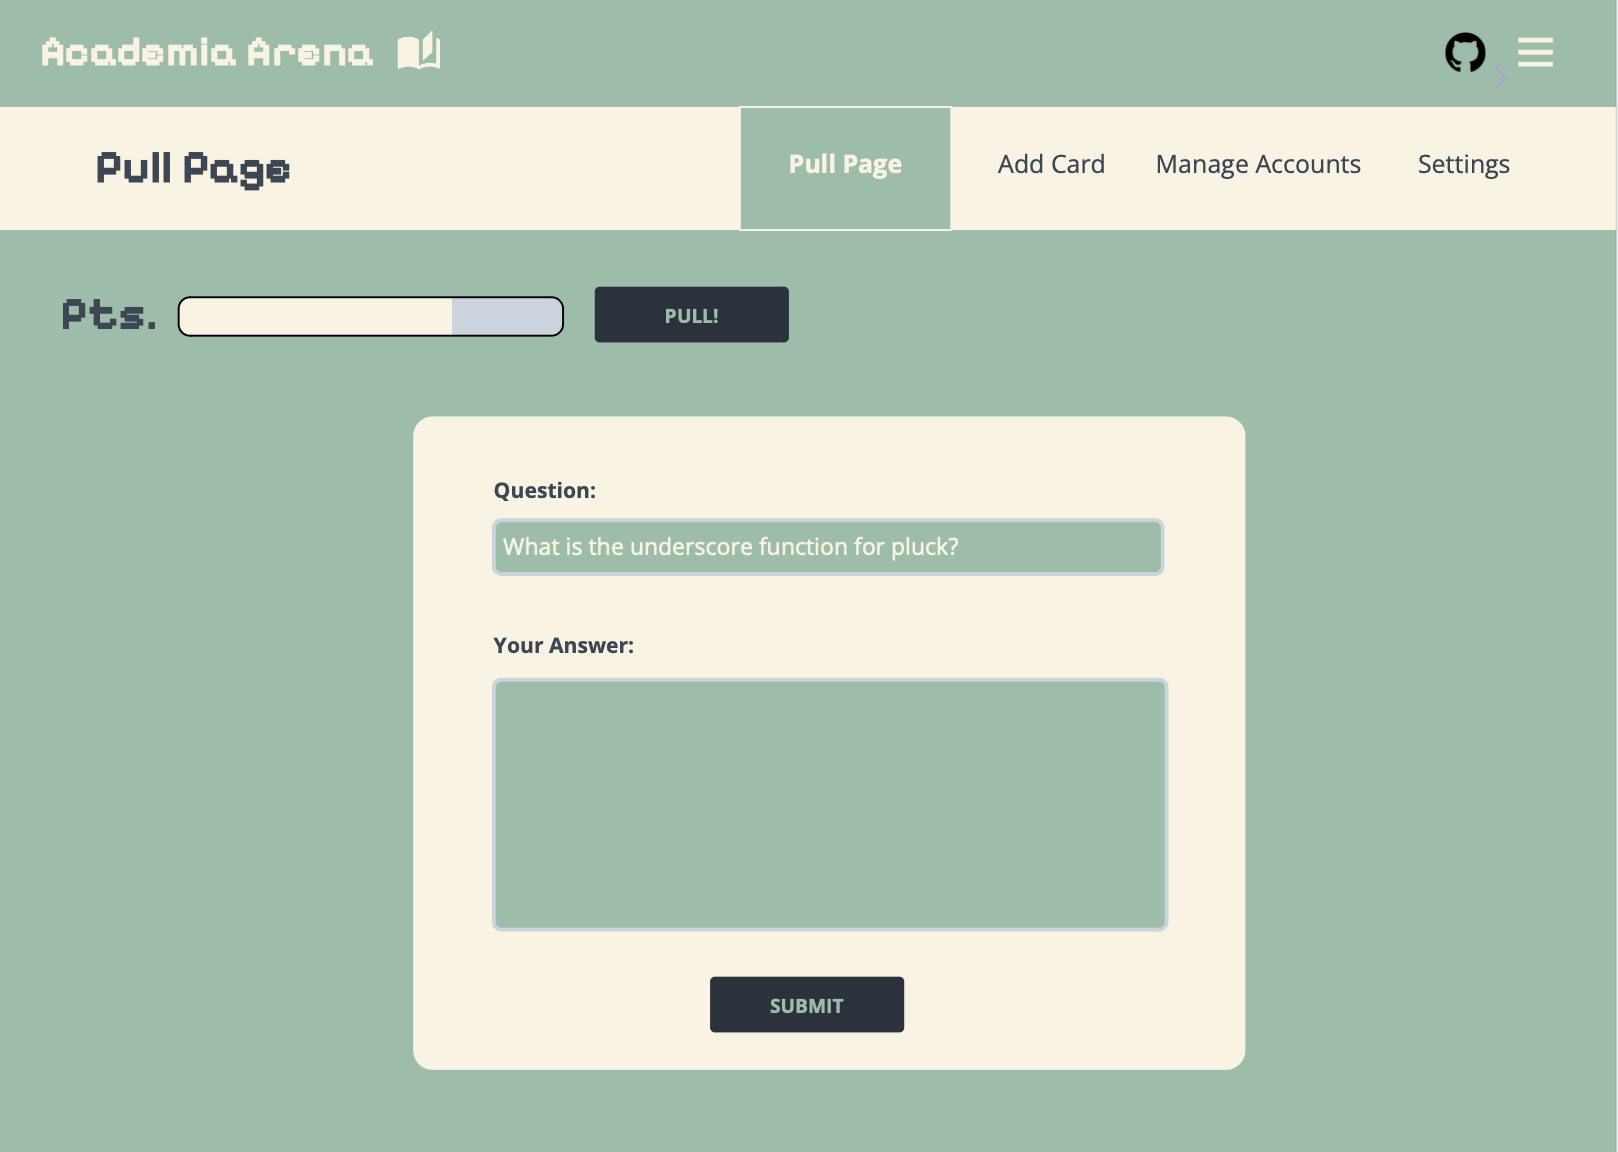 Academia Arena
Pull Page
Pull Page
Add Card
Manage Accounts
Settings
Pts.
PULL!
Question:
What is the underscore function for pluck?
Your Answer:
SUBMIT